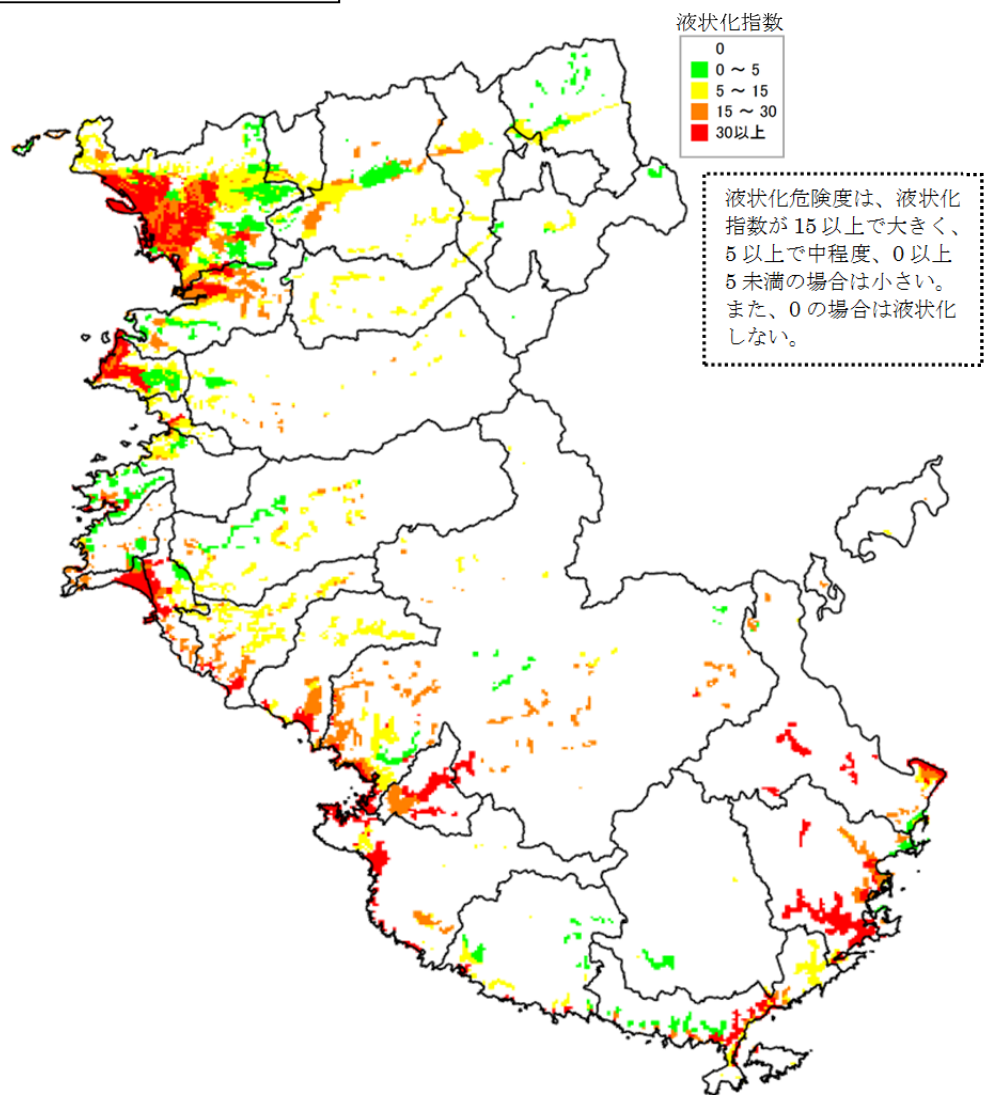 液状化指数
0
0 ~ 5
5 ~ 15
15 ~ 30
30以上
液状化危険度は、液状化
指数が 15 以上で大きく、
5 以上で中程度、0 以上
5 未満の場合は小さい。
また、0 の場合は液状化
しない。